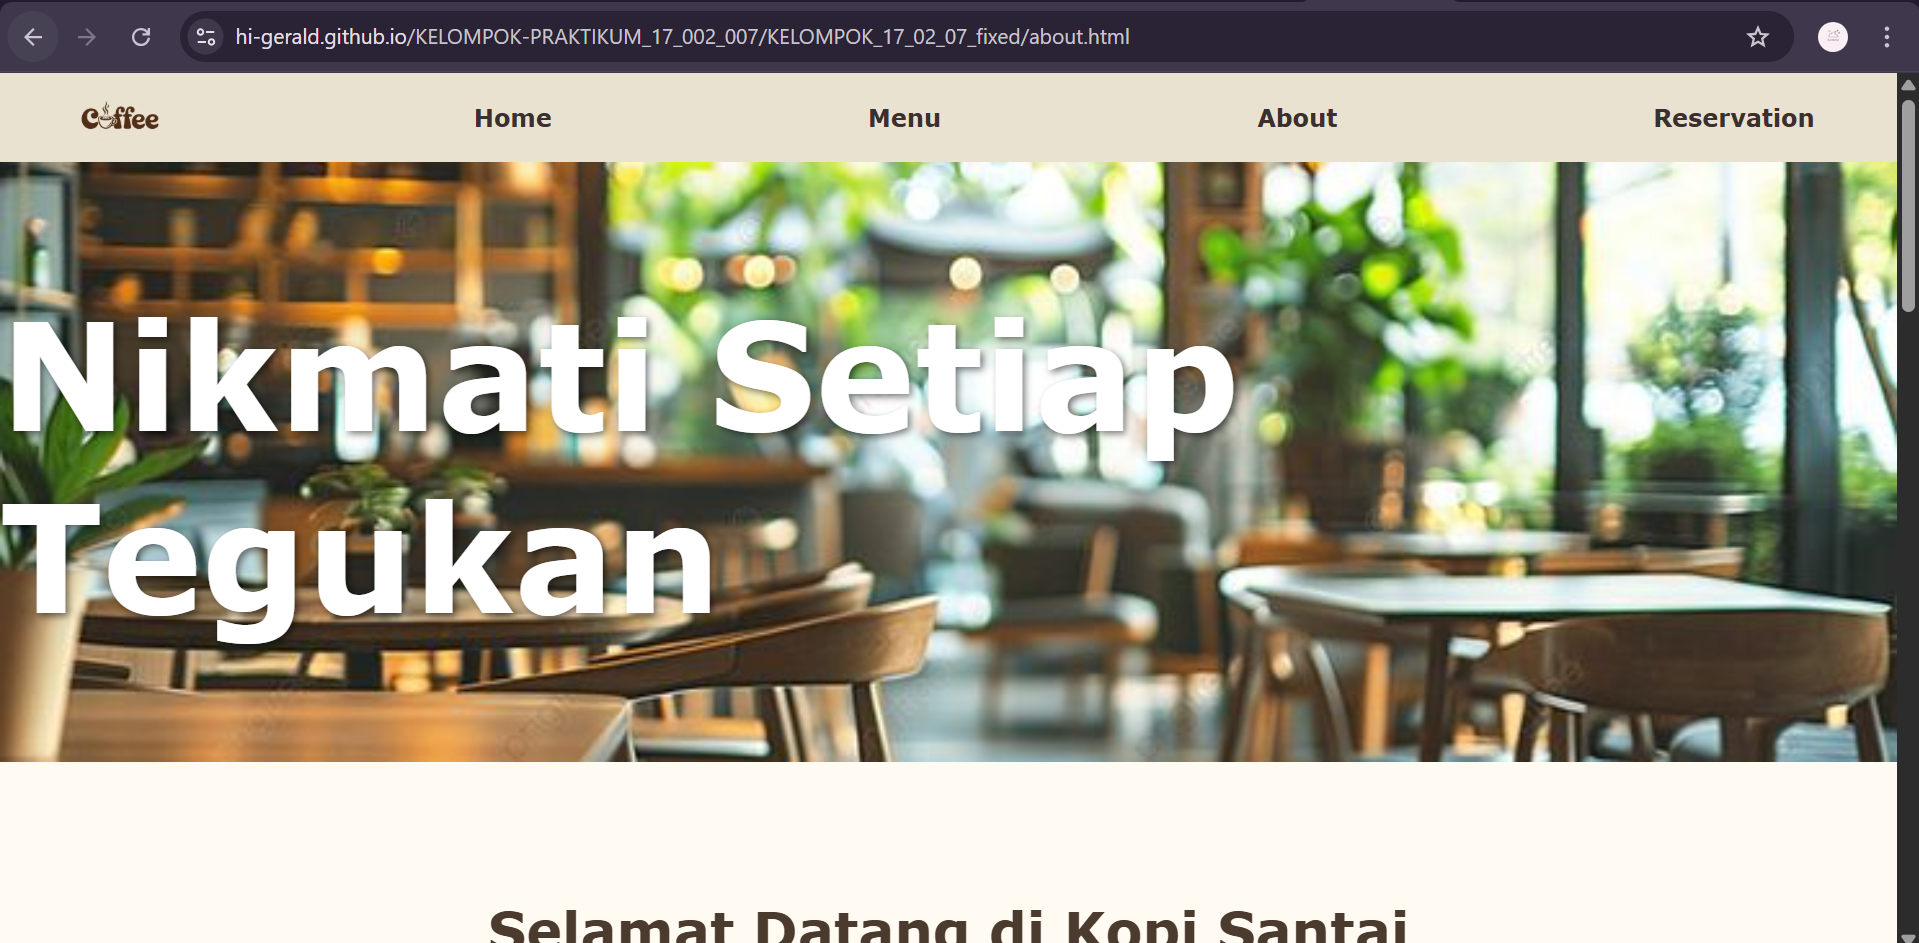 hi-gerald.github.io/KELOMPOK-PRAKTIKUM_17_002_007/KELOMPOK_17_02_07_fixed/about.html
Coffee Home Menu About Reservation
Nikmati Setiap
Tegukan
Selamat Datang di Kopi Santai